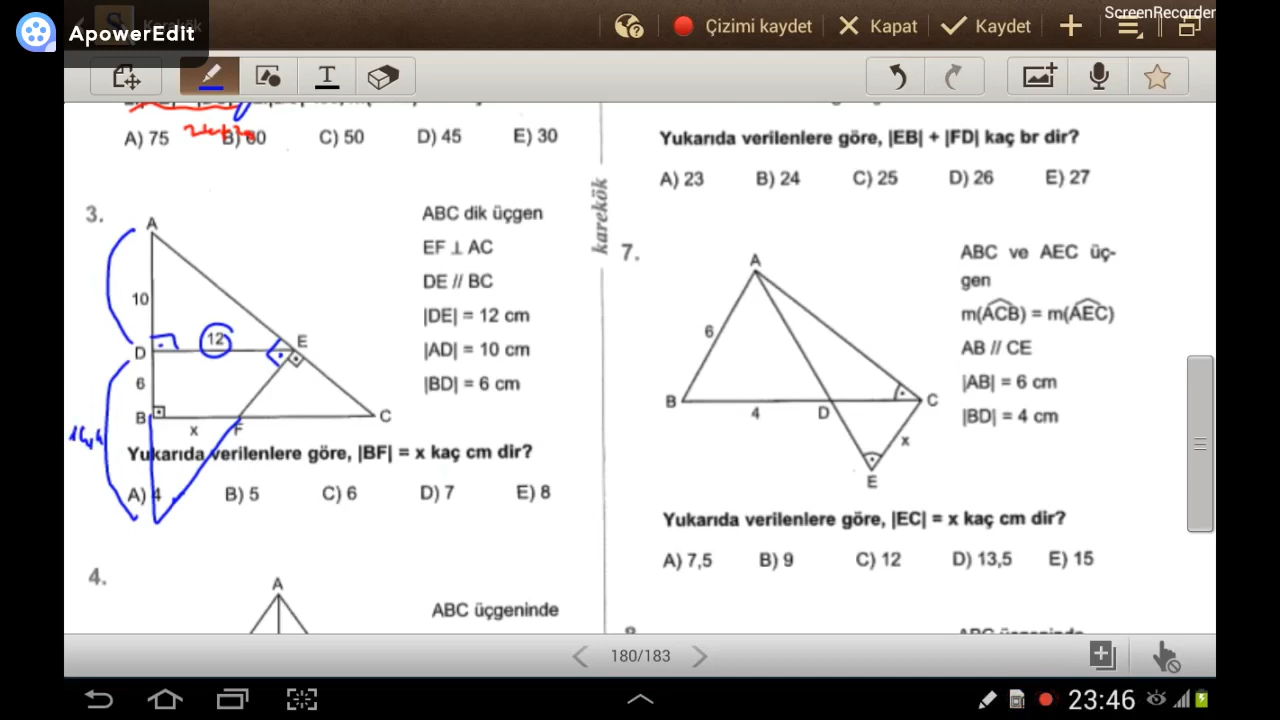 ScreenRecorder
ApowerEdit
Çizimi kaydet
Kapat
Kaydet
A) 75 B) 60 C) 50 D) 45 E) 30
3.
A
10
D
12
E
6
B
x
F
C
ABC dik üçgen
EF ⊥ AC
DE // BC
|DE| = 12 cm
|AD| = 10 cm
|BD| = 6 cm
Yukarıda verilenlere göre, |BF| = x kaç cm dir?
A) 4 B) 5 C) 6 D) 7 E) 8
4.
A
ABC üçgeninde
karekök
Yukarıda verilenlere göre, |EB| + |FD| kaç br dir?
A) 23 B) 24 C) 25 D) 26 E) 27
7.
A
6
B
4
D
C
x
E
ABC ve AEC üç-
gen
m(ACB) = m(AEC)
AB // CE
|AB| = 6 cm
|BD| = 4 cm
Yukarıda verilenlere göre, |EC| = x kaç cm dir?
A) 7,5 B) 9 C) 12 D) 13,5 E) 15
180/183
23:46